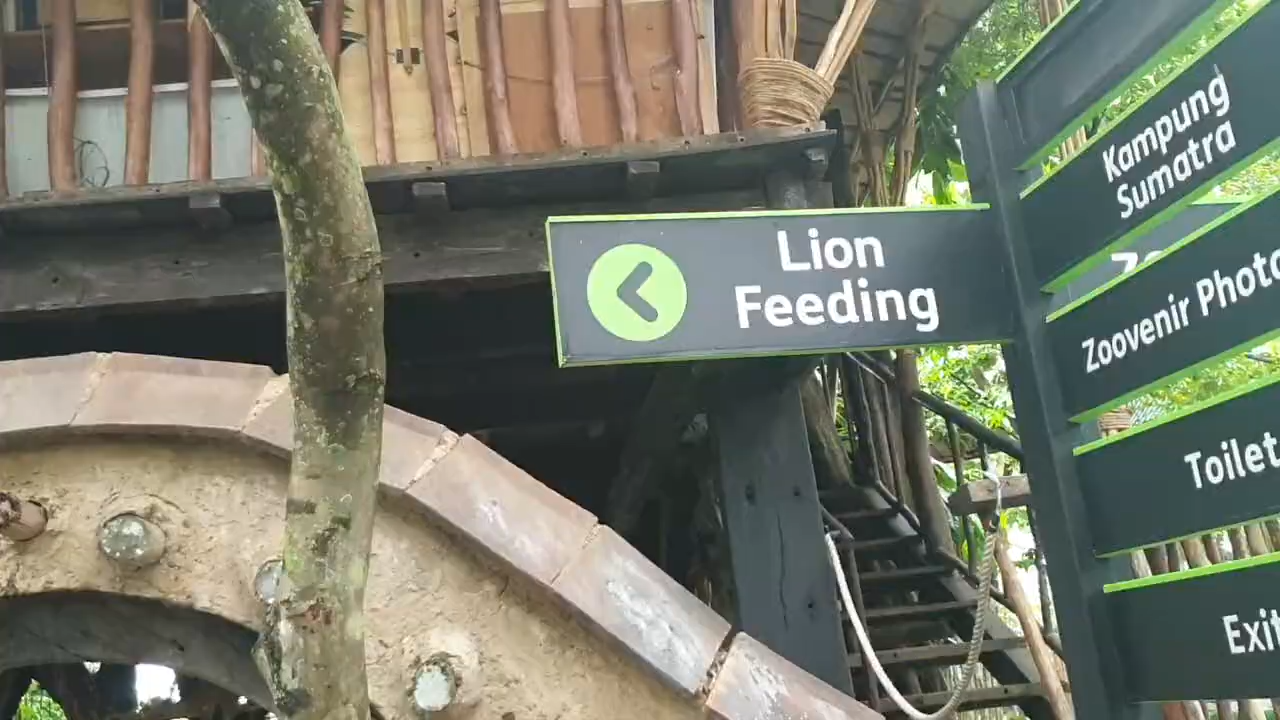 Lion
Feeding
Kampung
Sumatra
Zoovenir Photo
Toilet
Exit